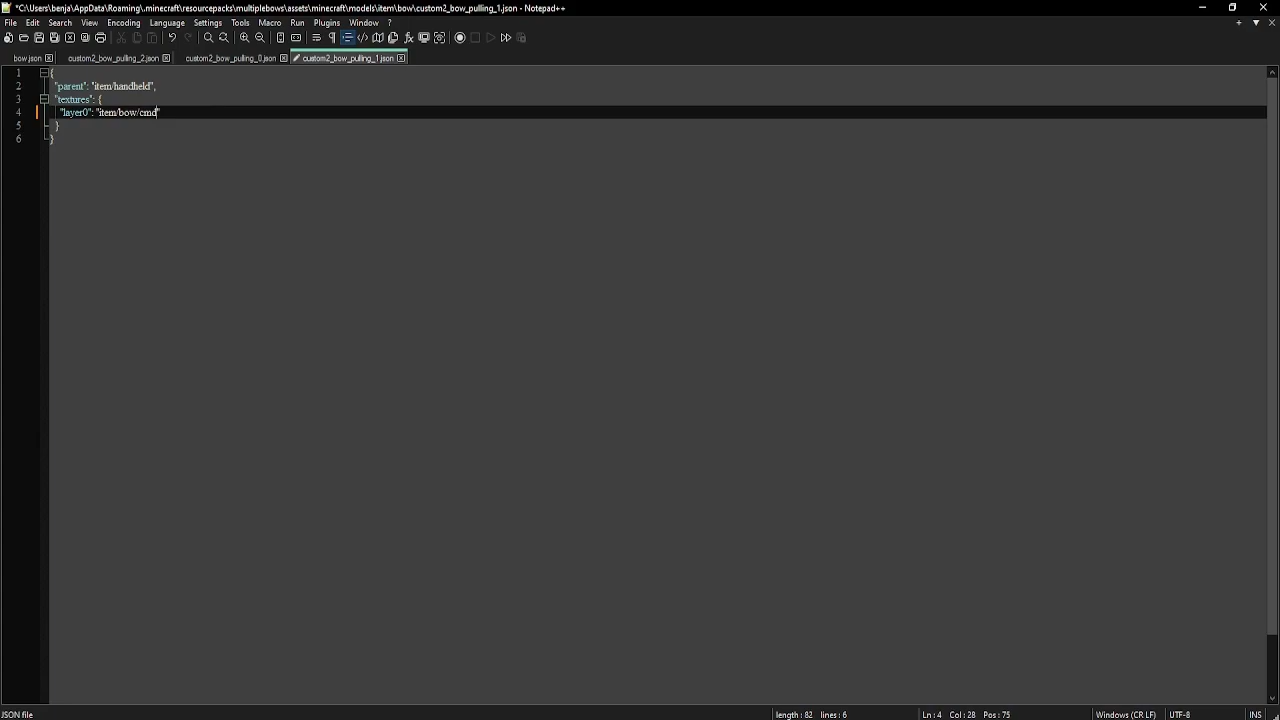 *C:\Users\benja\AppData\Roaming\.minecraft\resourcepacks\multiplebows\assets\minecraft\models\item\bow\custom2_bow_pulling_1.json - Notepad++
File Edit Search View Encoding Language Settings Tools Macro Run Plugins Window ?
bow.json custom2_bow_pulling_2.json custom2_bow_pulling_0.json custom2_bow_pulling_1.json
1 {
2 "parent": "item/handheld",
3 "textures": {
4 "layer0": "item/bow/cmd"
5 }
6 }
JSON file length : 82 lines : 6 Ln : 4 Col : 28 Pos : 75 Windows (CR LF) UTF-8 INS